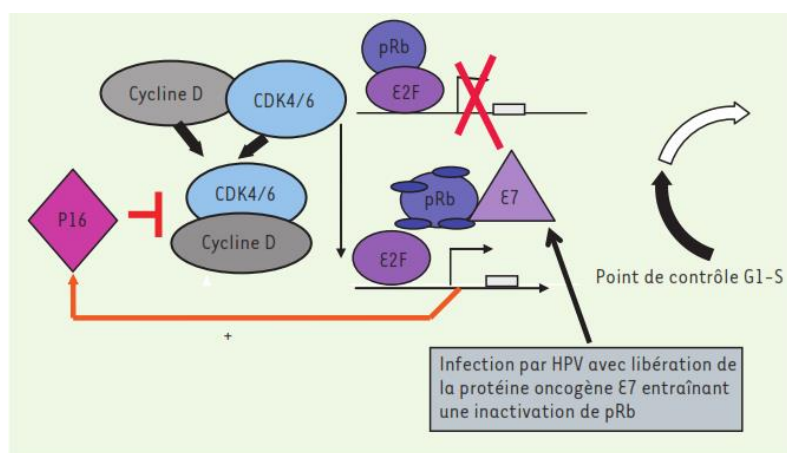 pRb
Cycline D
CDK4/6
E2F
CDK4/6
Cycline D
P16
pRb
E7
E2F
Point de contrôle G1-S
+
Infection par HPV avec libération de
la protéine oncogène E7 entraînant
une inactivation de pRb